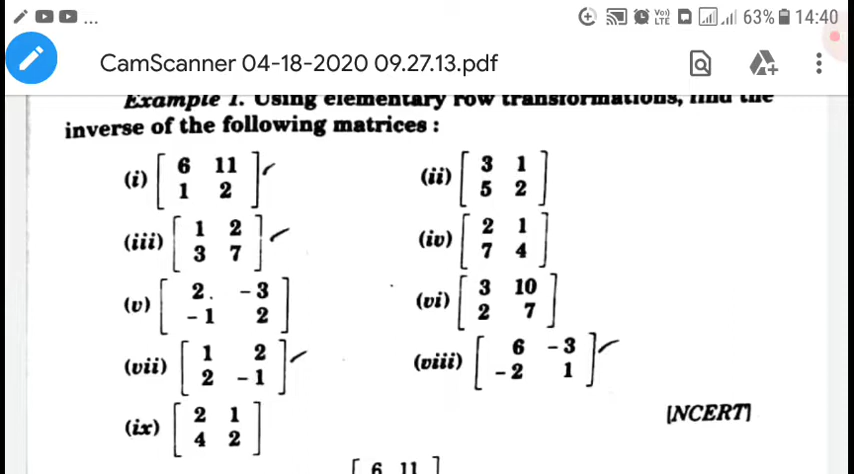 ... Vo) LTE 63% 14:40
CamScanner 04-18-2020 09.27.13.pdf
Example 1. Using elementary row transformations, find the
inverse of the following matrices :
(i) [ 6 11 (ii) [ 3 1
1 2 ] 5 2 ]
(iii) [ 1 2 (iv) [ 2 1
3 7 ] 7 4 ]
(v) [ 2. - 3 (vi) [ 3 10
- 1 2 ] 2 7 ]
(vii) [ 1 2 (viii) [ 6 - 3
2 - 1 ] - 2 1 ]
(ix) [ 2 1
4 2 ]
[NCERT]
[ 6 11 ]